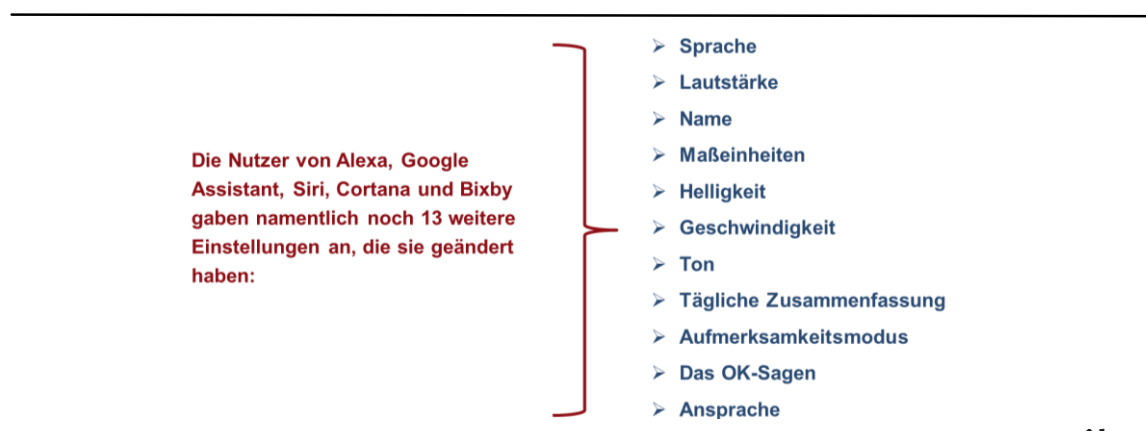 Die Nutzer von Alexa, Google
Assistant, Siri, Cortana und Bixby
gaben namentlich noch 13 weitere
Einstellungen an, die sie geändert
haben:
➢ Sprache
➢ Lautstärke
➢ Name
➢ Maßeinheiten
➢ Helligkeit
➢ Geschwindigkeit
➢ Ton
➢ Tägliche Zusammenfassung
➢ Aufmerksamkeitsmodus
➢ Das OK-Sagen
➢ Ansprache